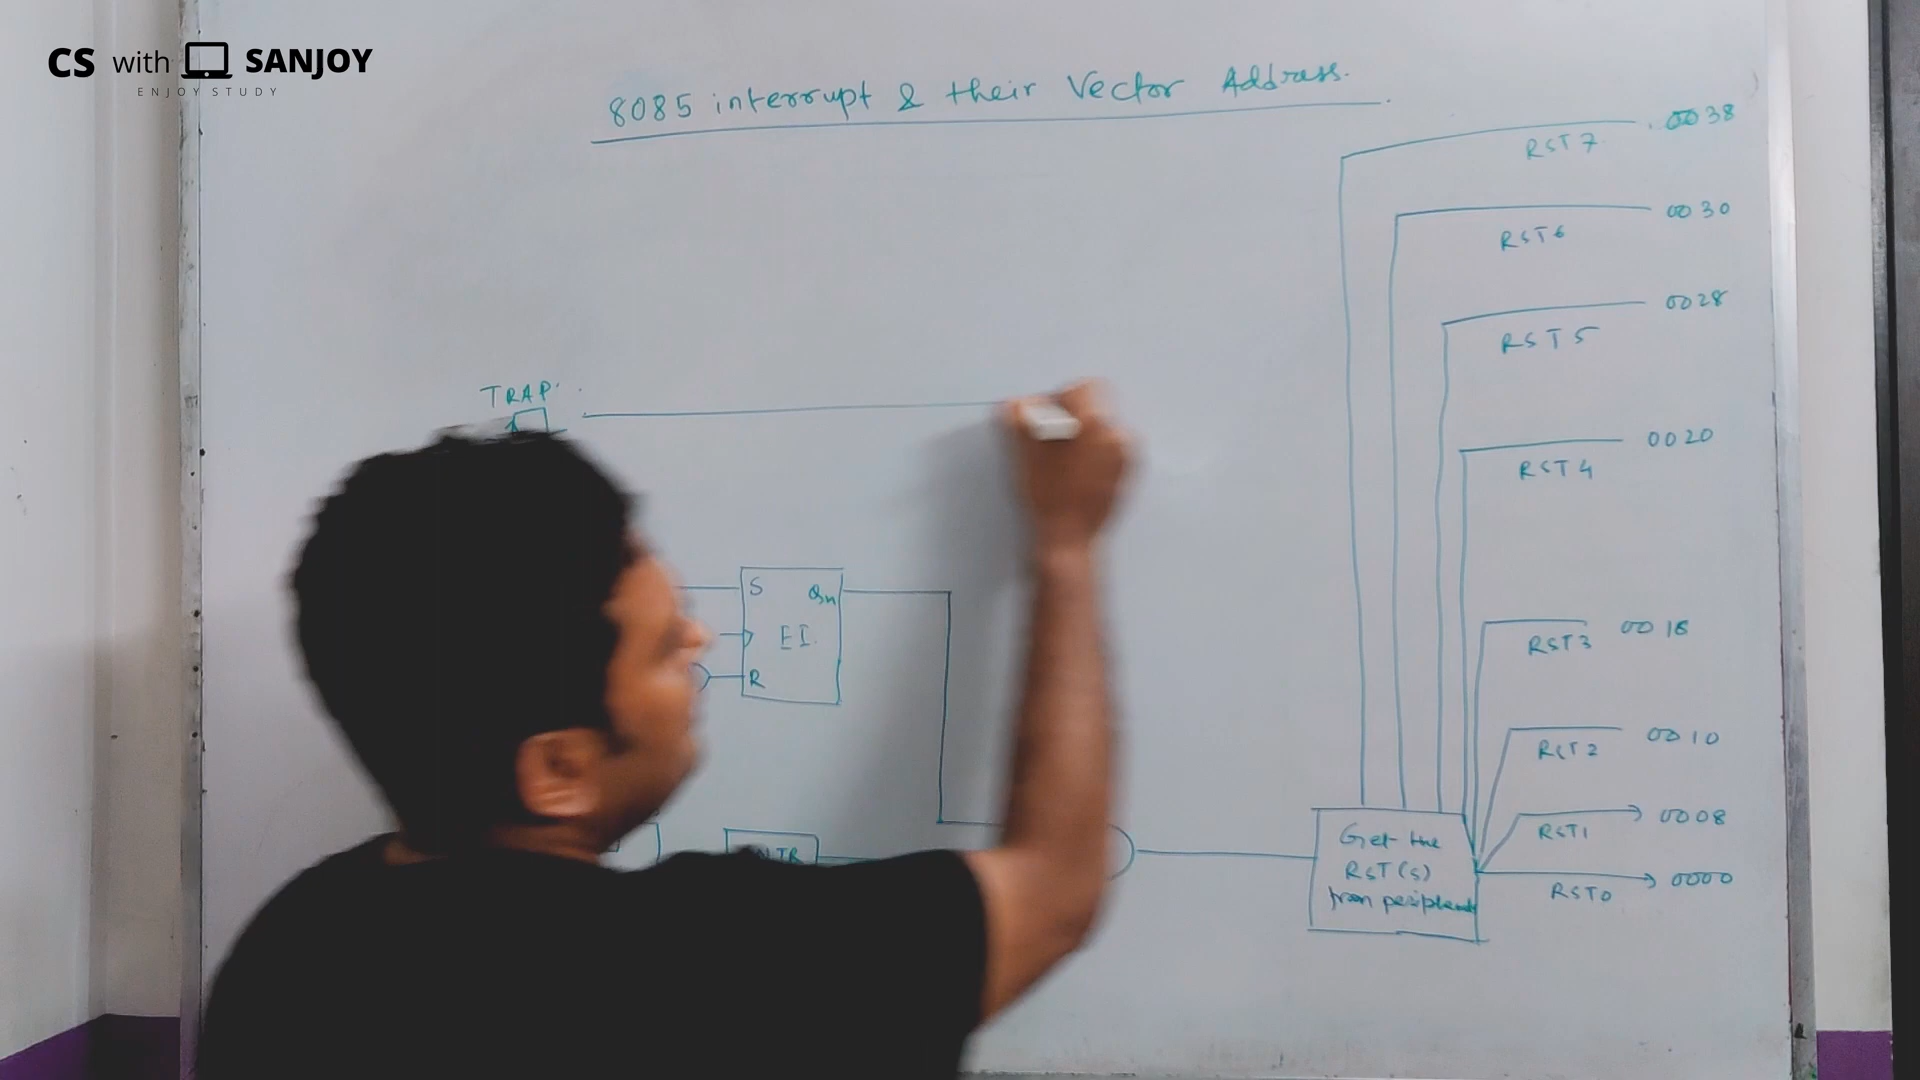 CS with SANJOY
ENJOY STUDY
8085 interrupt & their Vector Address.
RST 7 0038
RST 6 0030
RST 5 0028
TRAP
RST 4 0020
S Qn
EI
R
RST 3 0018
RST 2 0010
RST 1 0008
RST 0 0000
INTR
Get the
RST(s)
from